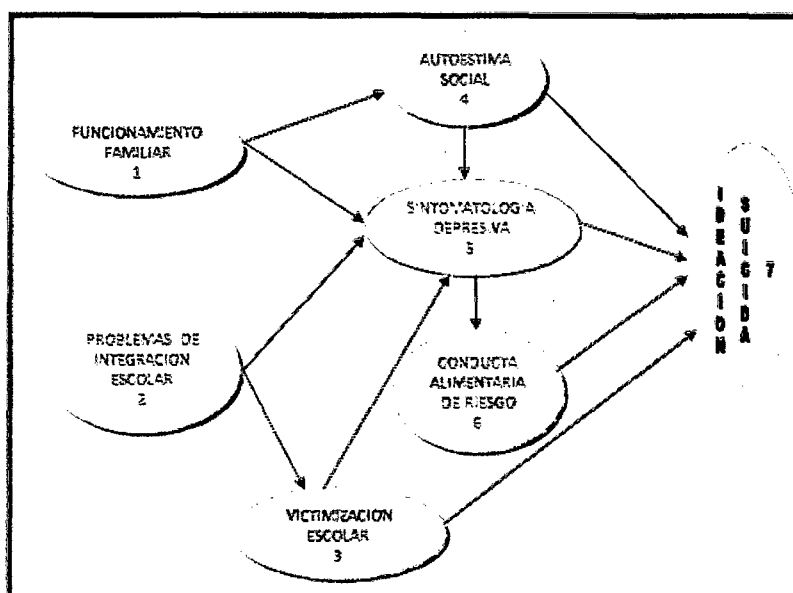 AUTOESTIMA
SOCIAL
4
FUNCIONAMIENTO
FAMILIAR
1
SINTOMATOLOGIA
DEPRESIVA
5
IDEACION
SUICIDA
7
PROBLEMAS DE
INTEGRACION
ESCOLAR
2
CONDUCTA
ALIMENTARIA
DE RIESGO
6
VICTIMIZACION
ESCOLAR
3